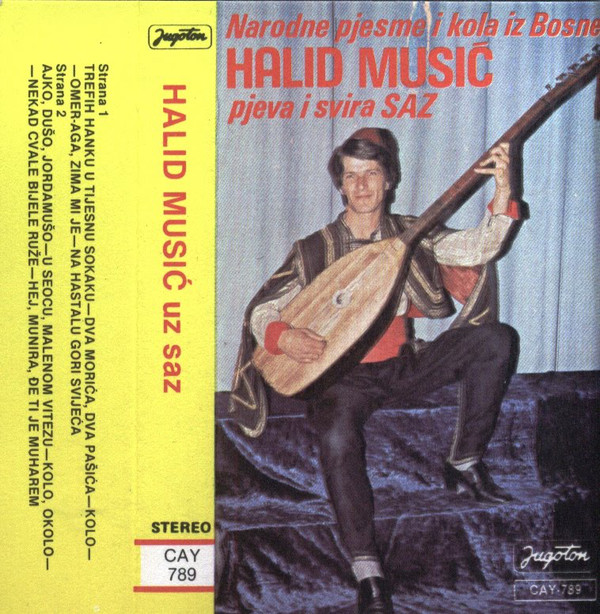 Jugoton
Strana 1
TREFIH HANKU U TIJESNU SOKAKU—DVA MORIĆA, DVA PAŠIĆA—KOLO—
—OMER-AGA, ZIMA MI JE—NA HASTALU GORI SVIJEĆA
Strana 2
AJKO, DUŠO, JORDAMUŠO—U SEOCU, MALENOM VITEZU—KOLO, OKOLO—
—NEKAD CVALE BIJELE RUŽE—HEJ, MUNIRA, ĐE TI JE MUHAREM
HALID MUSIĆ uz saz
STEREO
CAY
789
Narodne pjesme i kola iz Bosne
HALID MUSIĆ
pjeva i svira SAZ
Jugoton
CAY-789